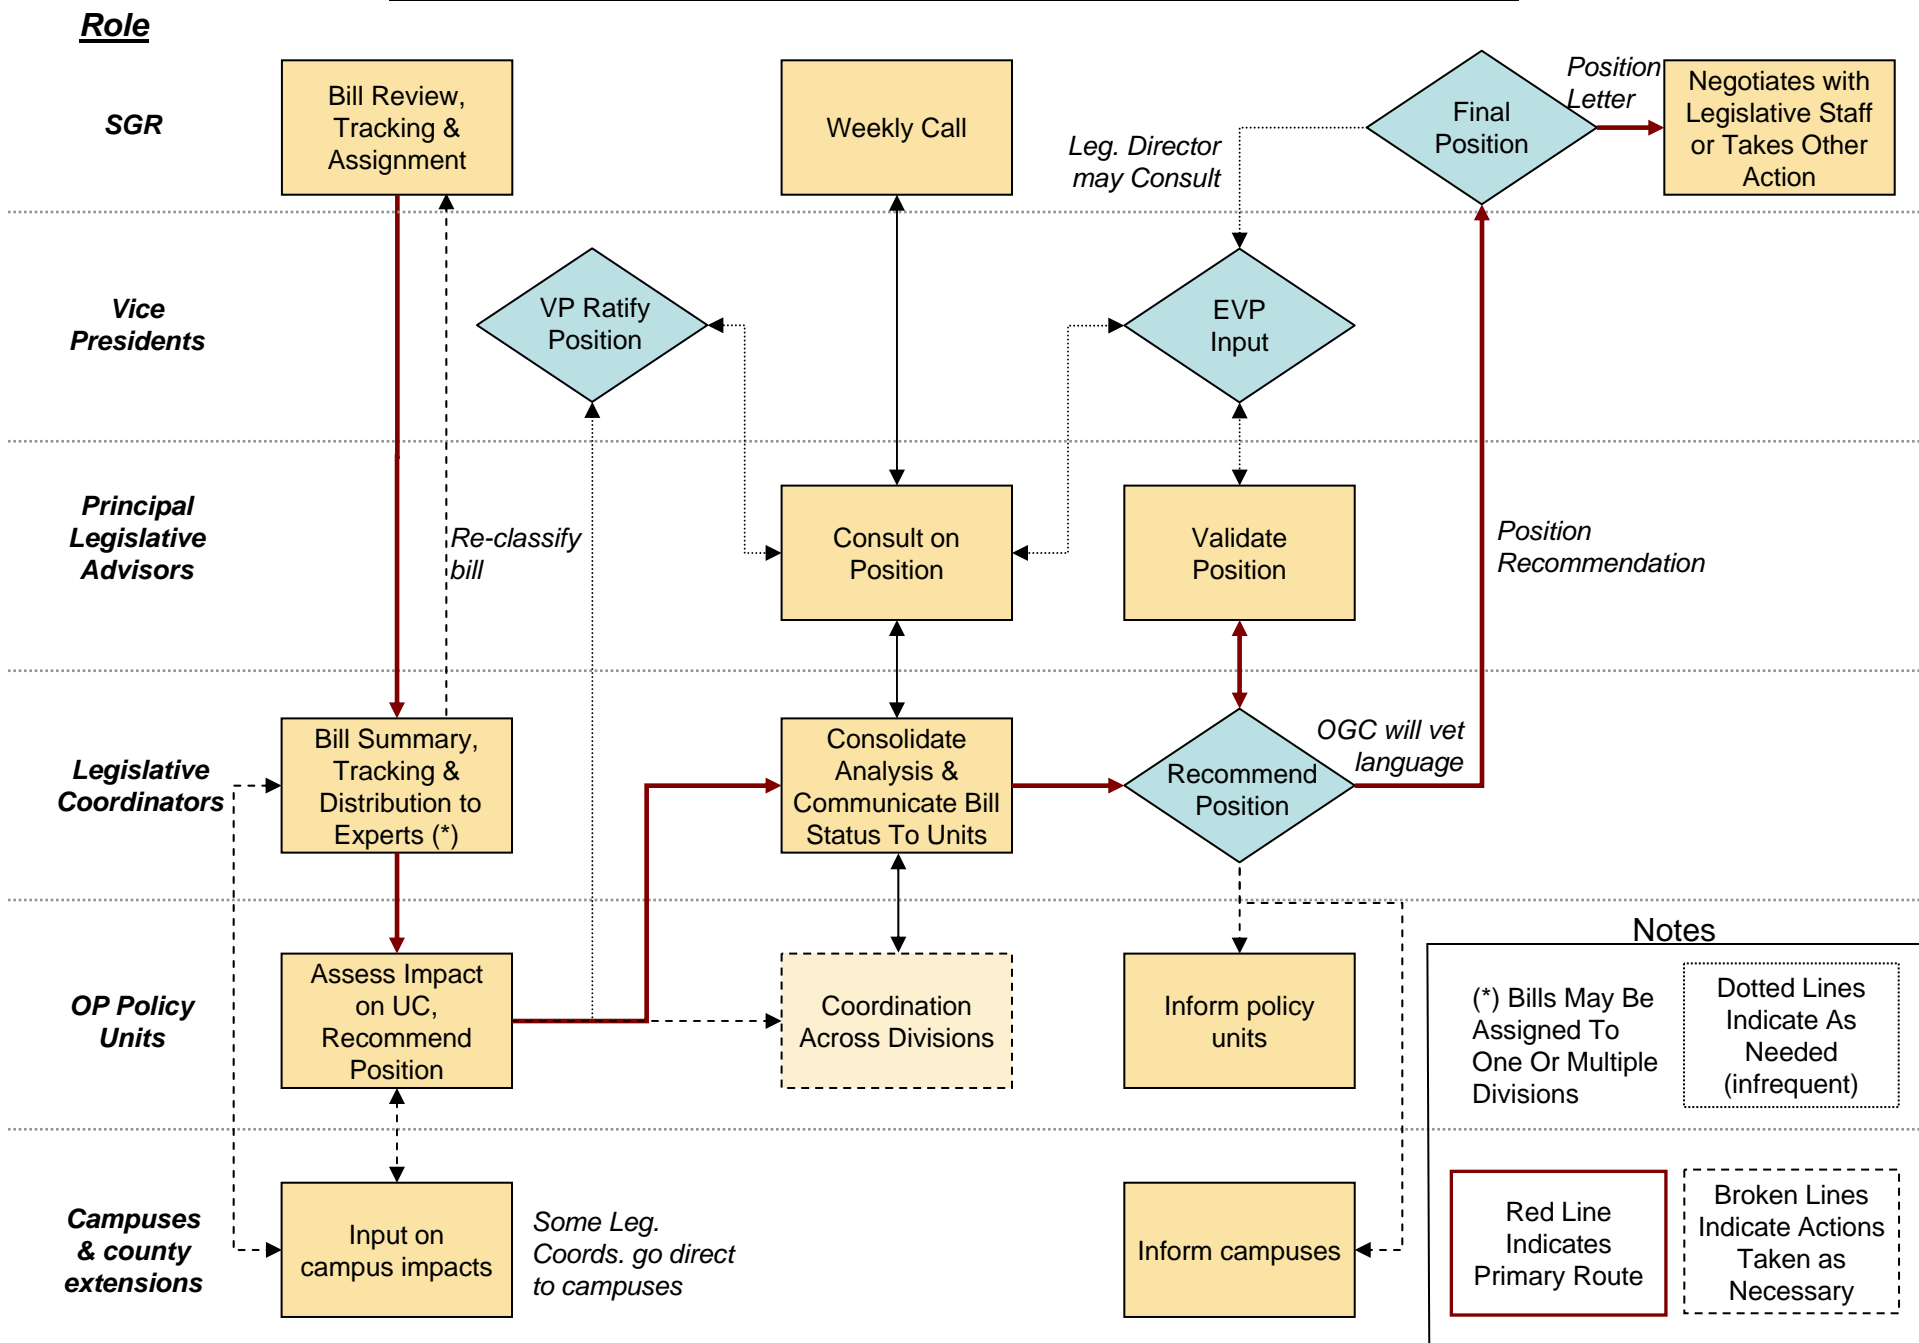 Role
SGR
Bill Review,
Tracking &
Assignment
Weekly Call
Final
Position
Position
Letter
Negotiates with
Legislative Staff
or Takes Other
Action
Leg. Director
may Consult
Vice
Presidents
VP Ratify
Position
EVP
Input
Principal
Legislative
Advisors
Re-classify
bill
Consult on
Position
Validate
Position
Position
Recommendation
Legislative
Coordinators
Bill Summary,
Tracking &
Distribution to
Experts (*)
Consolidate
Analysis &
Communicate Bill
Status To Units
Recommend
Position
OGC will vet
language
OP Policy
Units
Assess Impact
on UC,
Recommend
Position
Coordination
Across Divisions
Inform policy
units
Campuses
& county
extensions
Input on
campus impacts
Some Leg.
Coords. go direct
to campuses
Inform campuses
Notes
(*) Bills May Be
Assigned To
One Or Multiple
Divisions
Dotted Lines
Indicate As
Needed
(infrequent)
Red Line
Indicates
Primary Route
Broken Lines
Indicate Actions
Taken as
Necessary